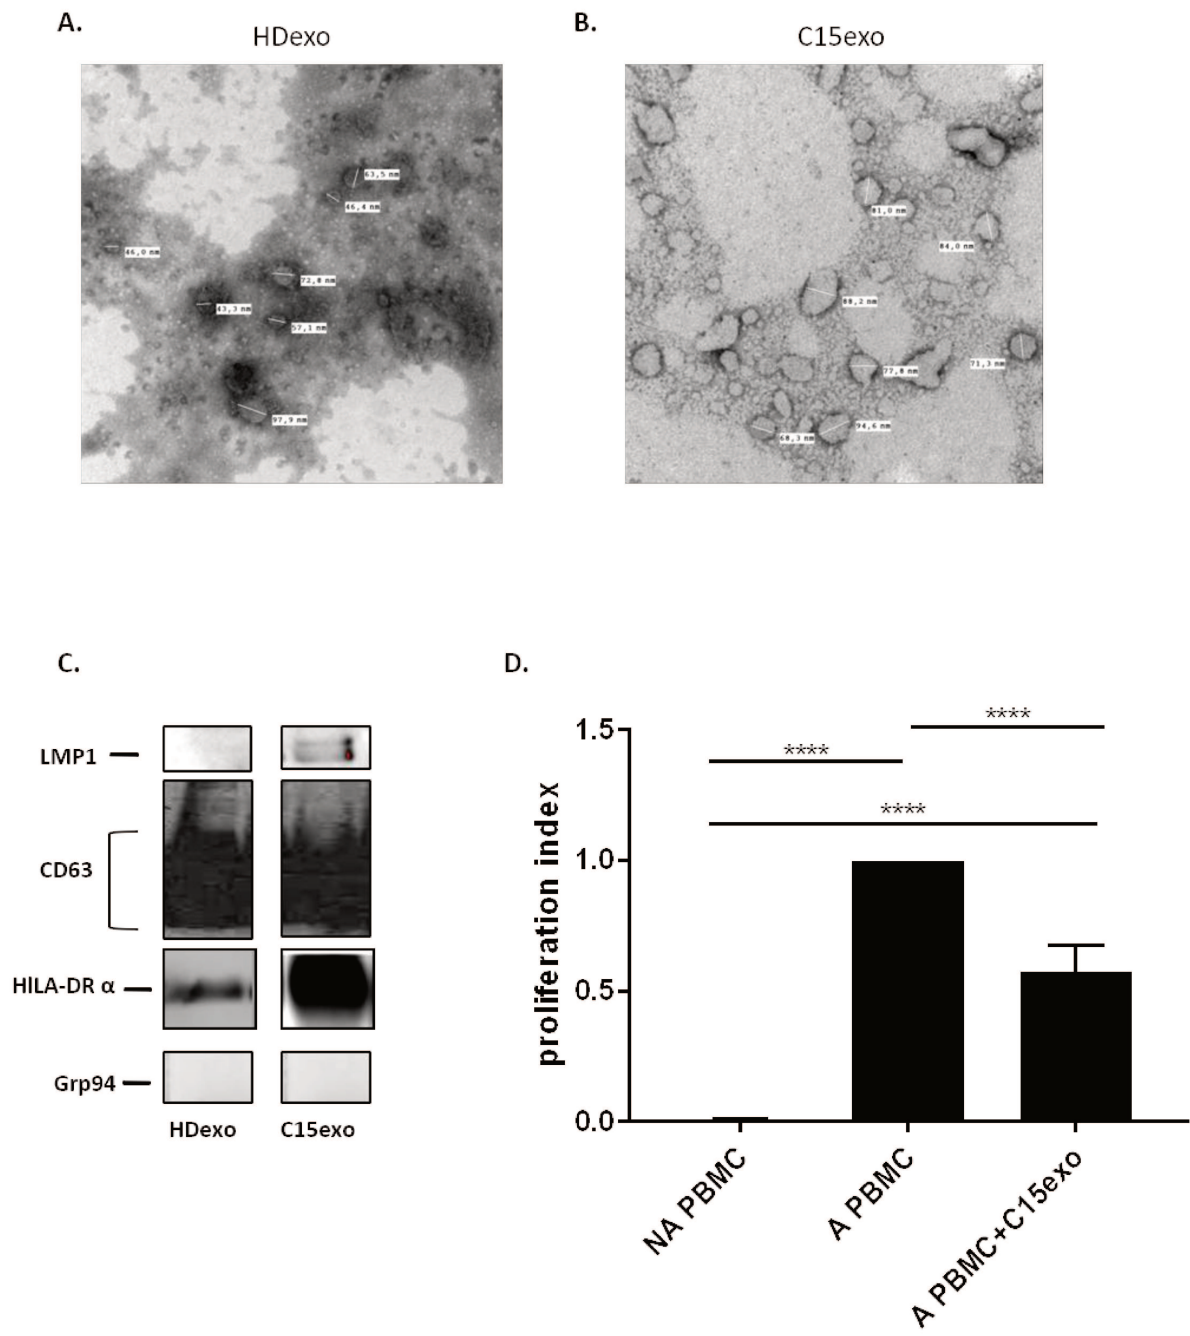 A.
HDexo
63,5 nm
46,4 nm
46,0 nm
72,8 nm
43,3 nm
57,1 nm
97,9 nm
B.
C15exo
81,0 nm
84,0 nm
88,2 nm
71,3 nm
77,8 nm
68,3 nm
94,6 nm
C.
LMP1
CD63
HILA-DR α
Grp94
HDexo C15exo
D.
proliferation index
1.5
1.0
0.5
0.0
****
****
****
NA PBMC
A PBMC
A PBMC+C15exo